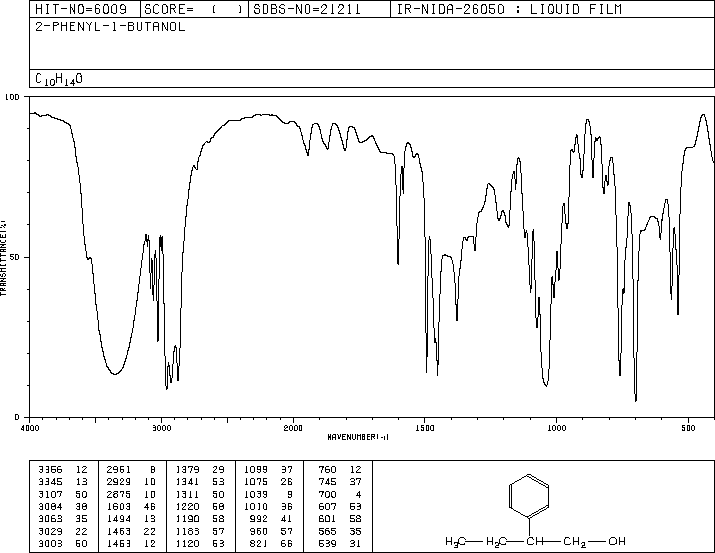 HIT-NO=6009 SCORE= ( ) SDBS-NO=21211 IR-NIDA-26050 : LIQUID FILM
2-PHENYL-1-BUTANOL
C10H14O
100
50
0
TRANSMITTANCE(%)
4000 3000 2000 1500 1000 500
WAVENUMBER(-1)
3366 12 2961 8 1379 29 1099 37 760 12
3345 13 2929 10 1341 53 1075 26 745 37
3107 50 2875 10 1311 50 1039 9 700 4
3084 38 1603 46 1220 58 1010 36 607 53
3063 35 1494 13 1190 58 992 41 601 58
3029 22 1463 22 1183 57 960 57 565 35
3003 60 1453 12 1120 53 821 66 539 31
H3C H2C CH CH2 OH